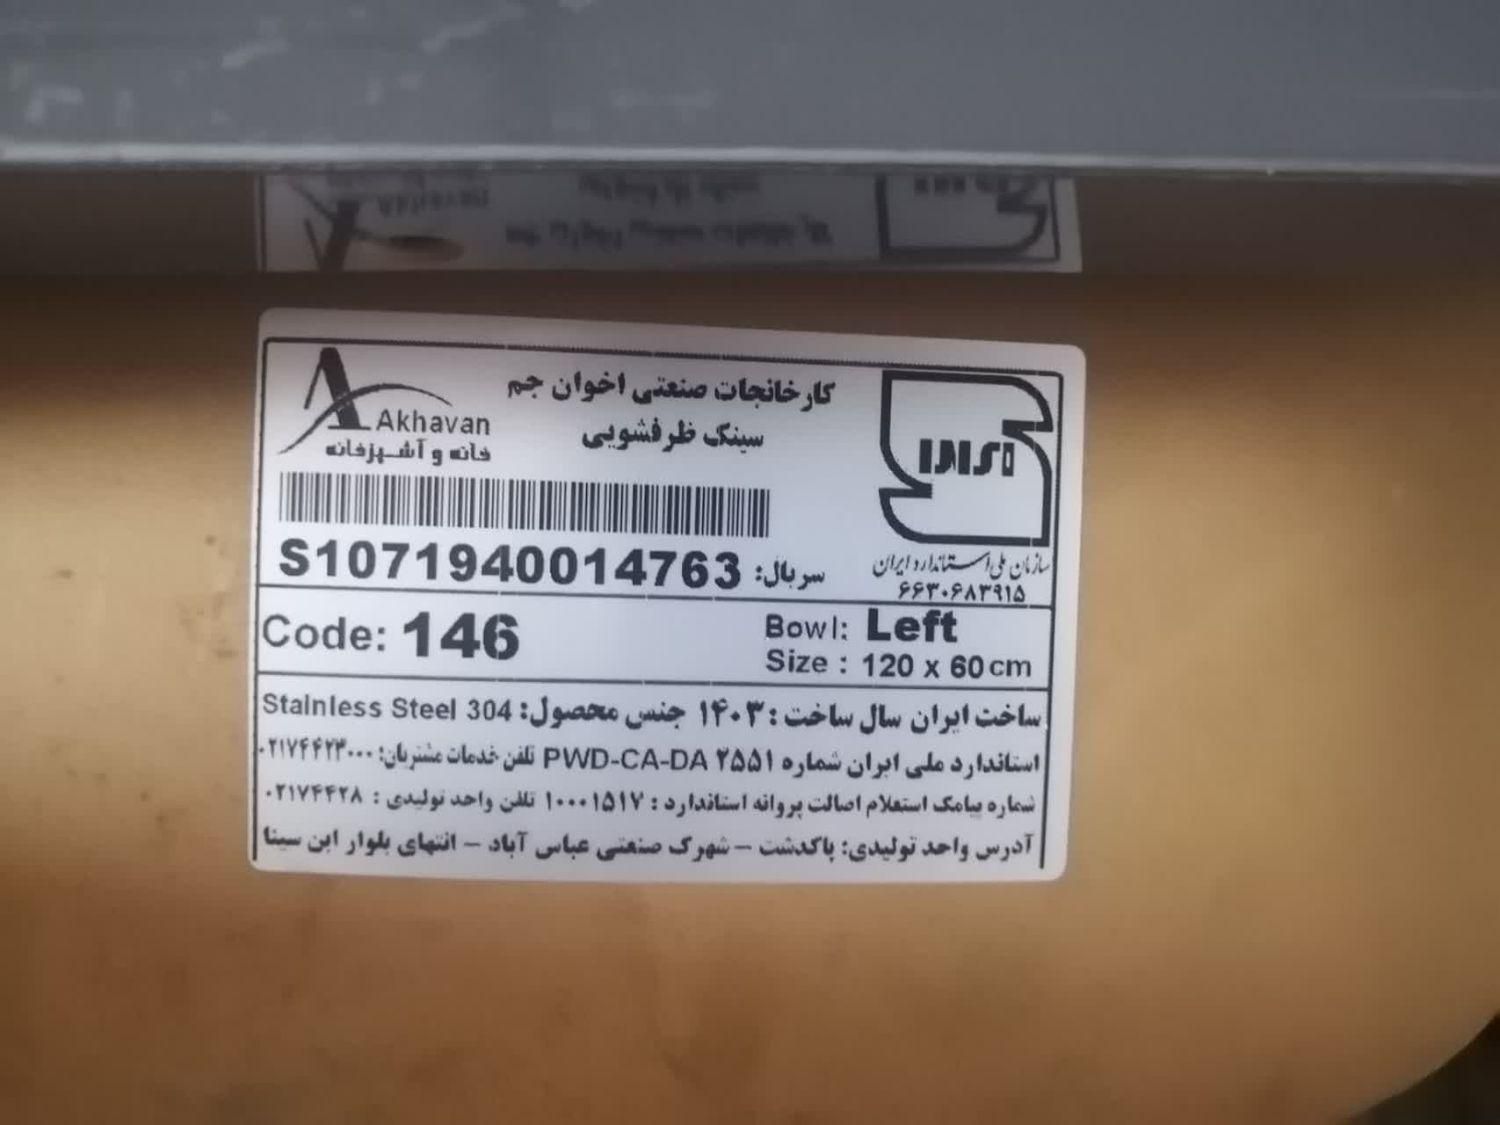 کارخانجات صنعتی اخوان جم
سینک ظرفشویی
Akhavan
خانه و آشپزخانه
سازمان ملی استاندارد ایران
۶۶۳۰۶۸۳۹۱۵
سریال: S1071940014763
Code: 146
Bowl: Left
Size : 120 x 60 cm
ساخت ایران سال ساخت : ۱۴۰۳ جنس محصول: Stainless Steel 304
استاندارد ملی ایران شماره ۲۵۵۱ PWD-CA-DA تلفن خدمات مشتریان: ۰۲۱۷۴۴۲۳۰۰۰
شماره پیامک استعلام اصالت پروانه استاندارد : ۱۰۰۰۱۵۱۷ تلفن واحد تولیدی : ۰۲۱۷۴۴۲۸
آدرس واحد تولیدی: پاکدشت – شهرک صنعتی عباس آباد – انتهای بلوار ابن سینا